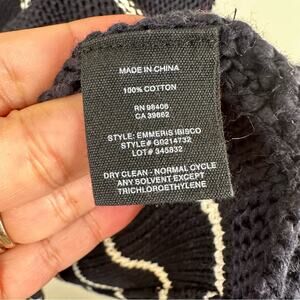 MADE IN CHINA
100% COTTON
RN 98406
CA 39662
STYLE: EMMERIS IBISCO
STYLE# G0214732
LOT# 345832
DRY CLEAN - NORMAL CYCLE
ANY SOLVENT EXCEPT
TRICHLOROETHYLENE